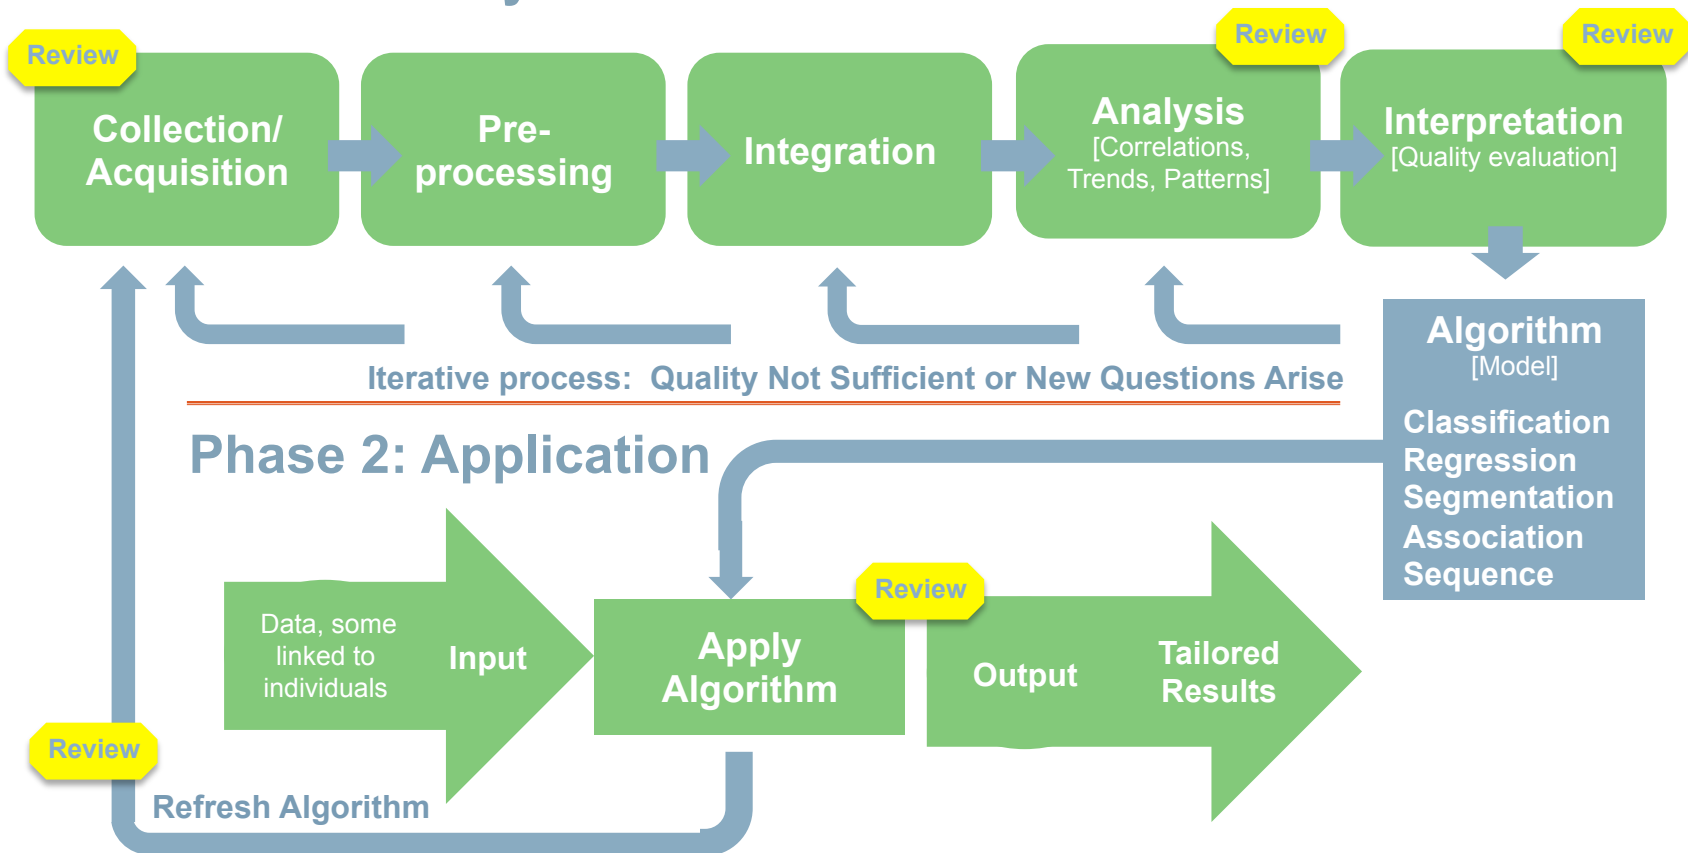 Review
Review
Review
Collection/
Acquisition
Pre-
processing
Integration
Analysis
[Correlations,
Trends, Patterns]
Interpretation
[Quality evaluation]
Iterative process: Quality Not Sufficient or New Questions Arise
Algorithm
[Model]
Classification
Regression
Segmentation
Association
Sequence
Phase 2: Application
Data, some
linked to
individuals
Input
Apply
Algorithm
Review
Output
Tailored
Results
Review
Refresh Algorithm